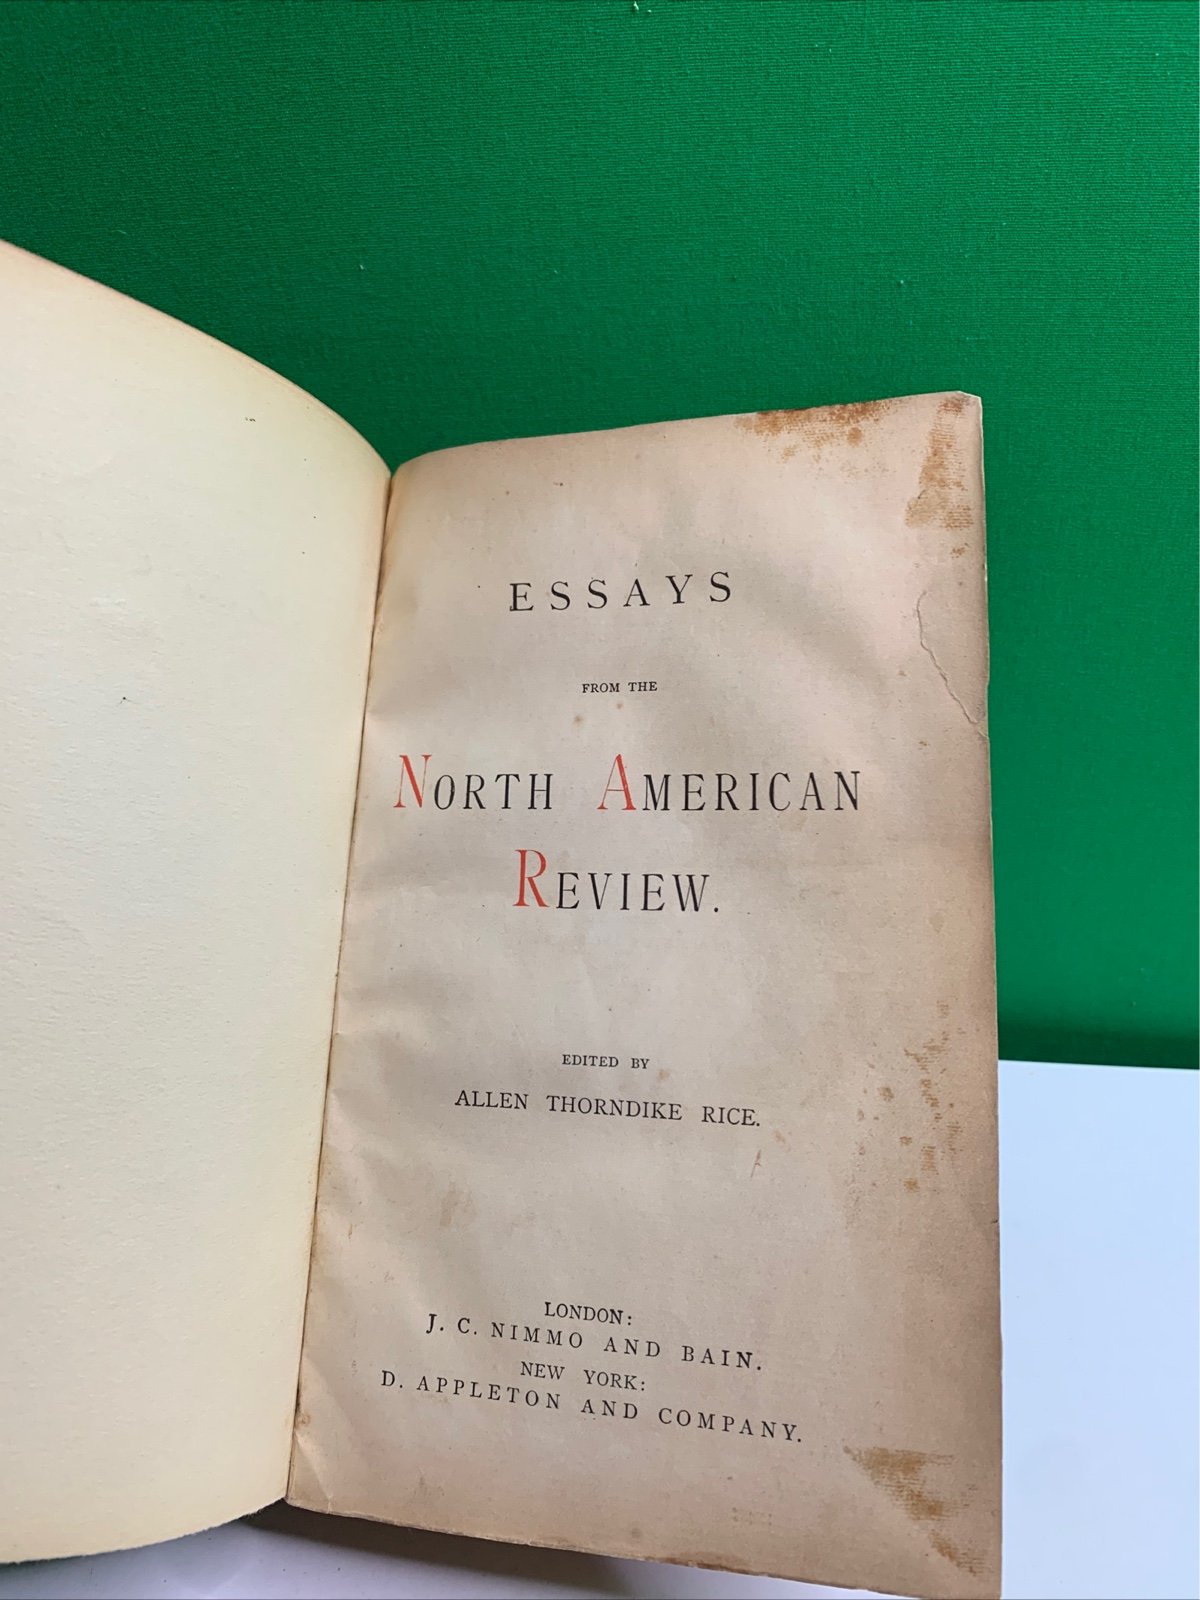 ESSAYS
FROM THE
NORTH AMERICAN
REVIEW.
EDITED BY
ALLEN THORNDIKE RICE.
LONDON:
J. C. NIMMO AND BAIN.
NEW YORK:
D. APPLETON AND COMPANY.